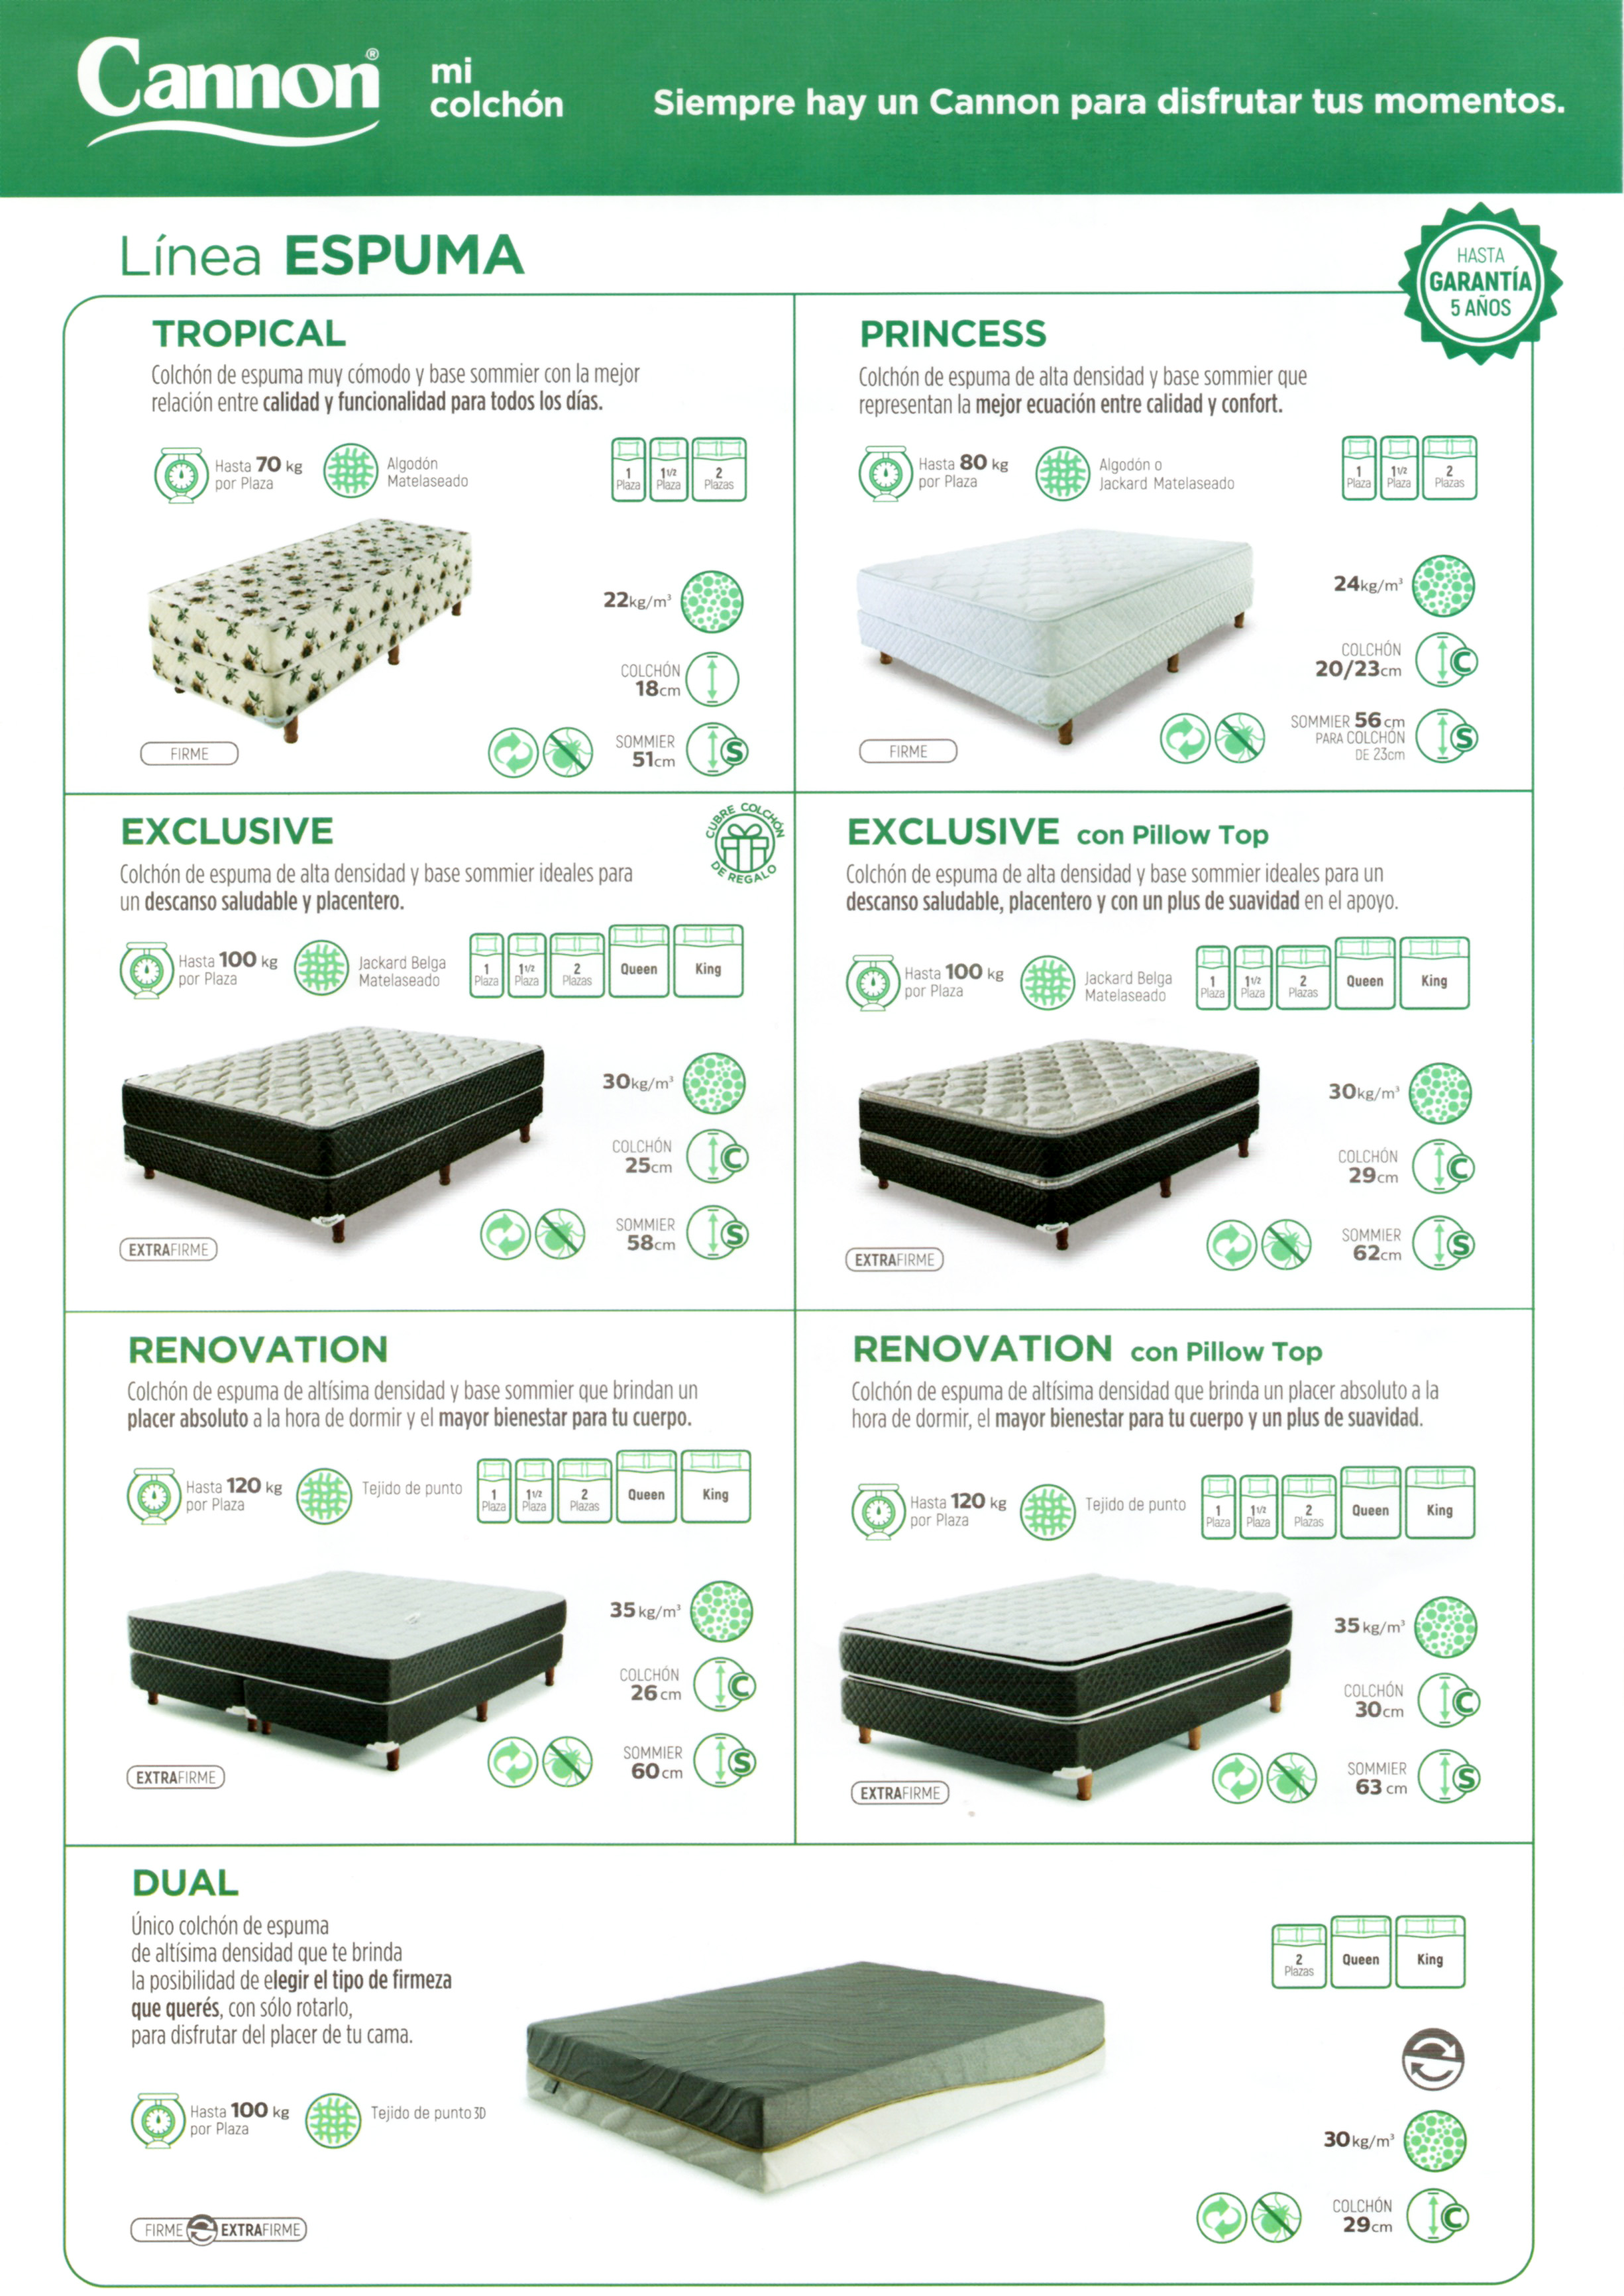 Cannon®
mi
colchón
Siempre hay un Cannon para disfrutar tus momentos.
Línea ESPUMA
HASTA
GARANTÍA
5 AÑOS
TROPICAL
Colchón de espuma muy cómodo y base sommier con la mejor
relación entre calidad y funcionalidad para todos los días.
Hasta 70 kg
por Plaza
Algodón
Matelaseado
1
Plaza
1 1/2
Plaza
2
Plazas
22kg/m³
COLCHÓN
18cm
SOMMIER
51cm
S
FIRME
PRINCESS
Colchón de espuma de alta densidad y base sommier que
representan la mejor ecuación entre calidad y confort.
Hasta 80 kg
por Plaza
Algodón o
Jackard Matelaseado
1
Plaza
1 1/2
Plaza
2
Plazas
24kg/m³
COLCHÓN
20/23cm
C
SOMMIER 56 cm
PARA COLCHÓN
DE 23cm
S
FIRME
EXCLUSIVE
CUBRE COLCHÓN
DE REGALO
Colchón de espuma de alta densidad y base sommier ideales para
un descanso saludable y placentero.
Hasta 100 kg
por Plaza
Jackard Belga
Matelaseado
1
Plaza
1 1/2
Plaza
2
Plazas
Queen
King
30kg/m³
COLCHÓN
25cm
C
SOMMIER
58cm
S
EXTRAFIRME
EXCLUSIVE con Pillow Top
Colchón de espuma de alta densidad y base sommier ideales para un
descanso saludable, placentero y con un plus de suavidad en el apoyo.
Hasta 100 kg
por Plaza
Jackard Belga
Matelaseado
1
Plaza
1 1/2
Plaza
2
Plazas
Queen
King
30kg/m³
COLCHÓN
29cm
C
SOMMIER
62cm
S
EXTRAFIRME
RENOVATION
Colchón de espuma de altísima densidad y base sommier que brindan un
placer absoluto a la hora de dormir y el mayor bienestar para tu cuerpo.
Hasta 120 kg
por Plaza
Tejido de punto
1
Plaza
1 1/2
Plaza
2
Plazas
Queen
King
35kg/m³
COLCHÓN
26cm
C
SOMMIER
60cm
S
EXTRAFIRME
RENOVATION con Pillow Top
Colchón de espuma de altísima densidad que brinda un placer absoluto a la
hora de dormir, el mayor bienestar para tu cuerpo y un plus de suavidad.
Hasta 120 kg
por Plaza
Tejido de punto
1
Plaza
1 1/2
Plaza
2
Plazas
Queen
King
35kg/m³
COLCHÓN
30cm
C
SOMMIER
63 cm
S
EXTRAFIRME
DUAL
Único colchón de espuma
de altísima densidad que te brinda
la posibilidad de elegir el tipo de firmeza
que querés, con sólo rotarlo,
para disfrutar del placer de tu cama.
Hasta 100 kg
por Plaza
Tejido de punto 3D
2
Plazas
Queen
King
30kg/m³
COLCHÓN
29cm
C
FIRME EXTRAFIRME